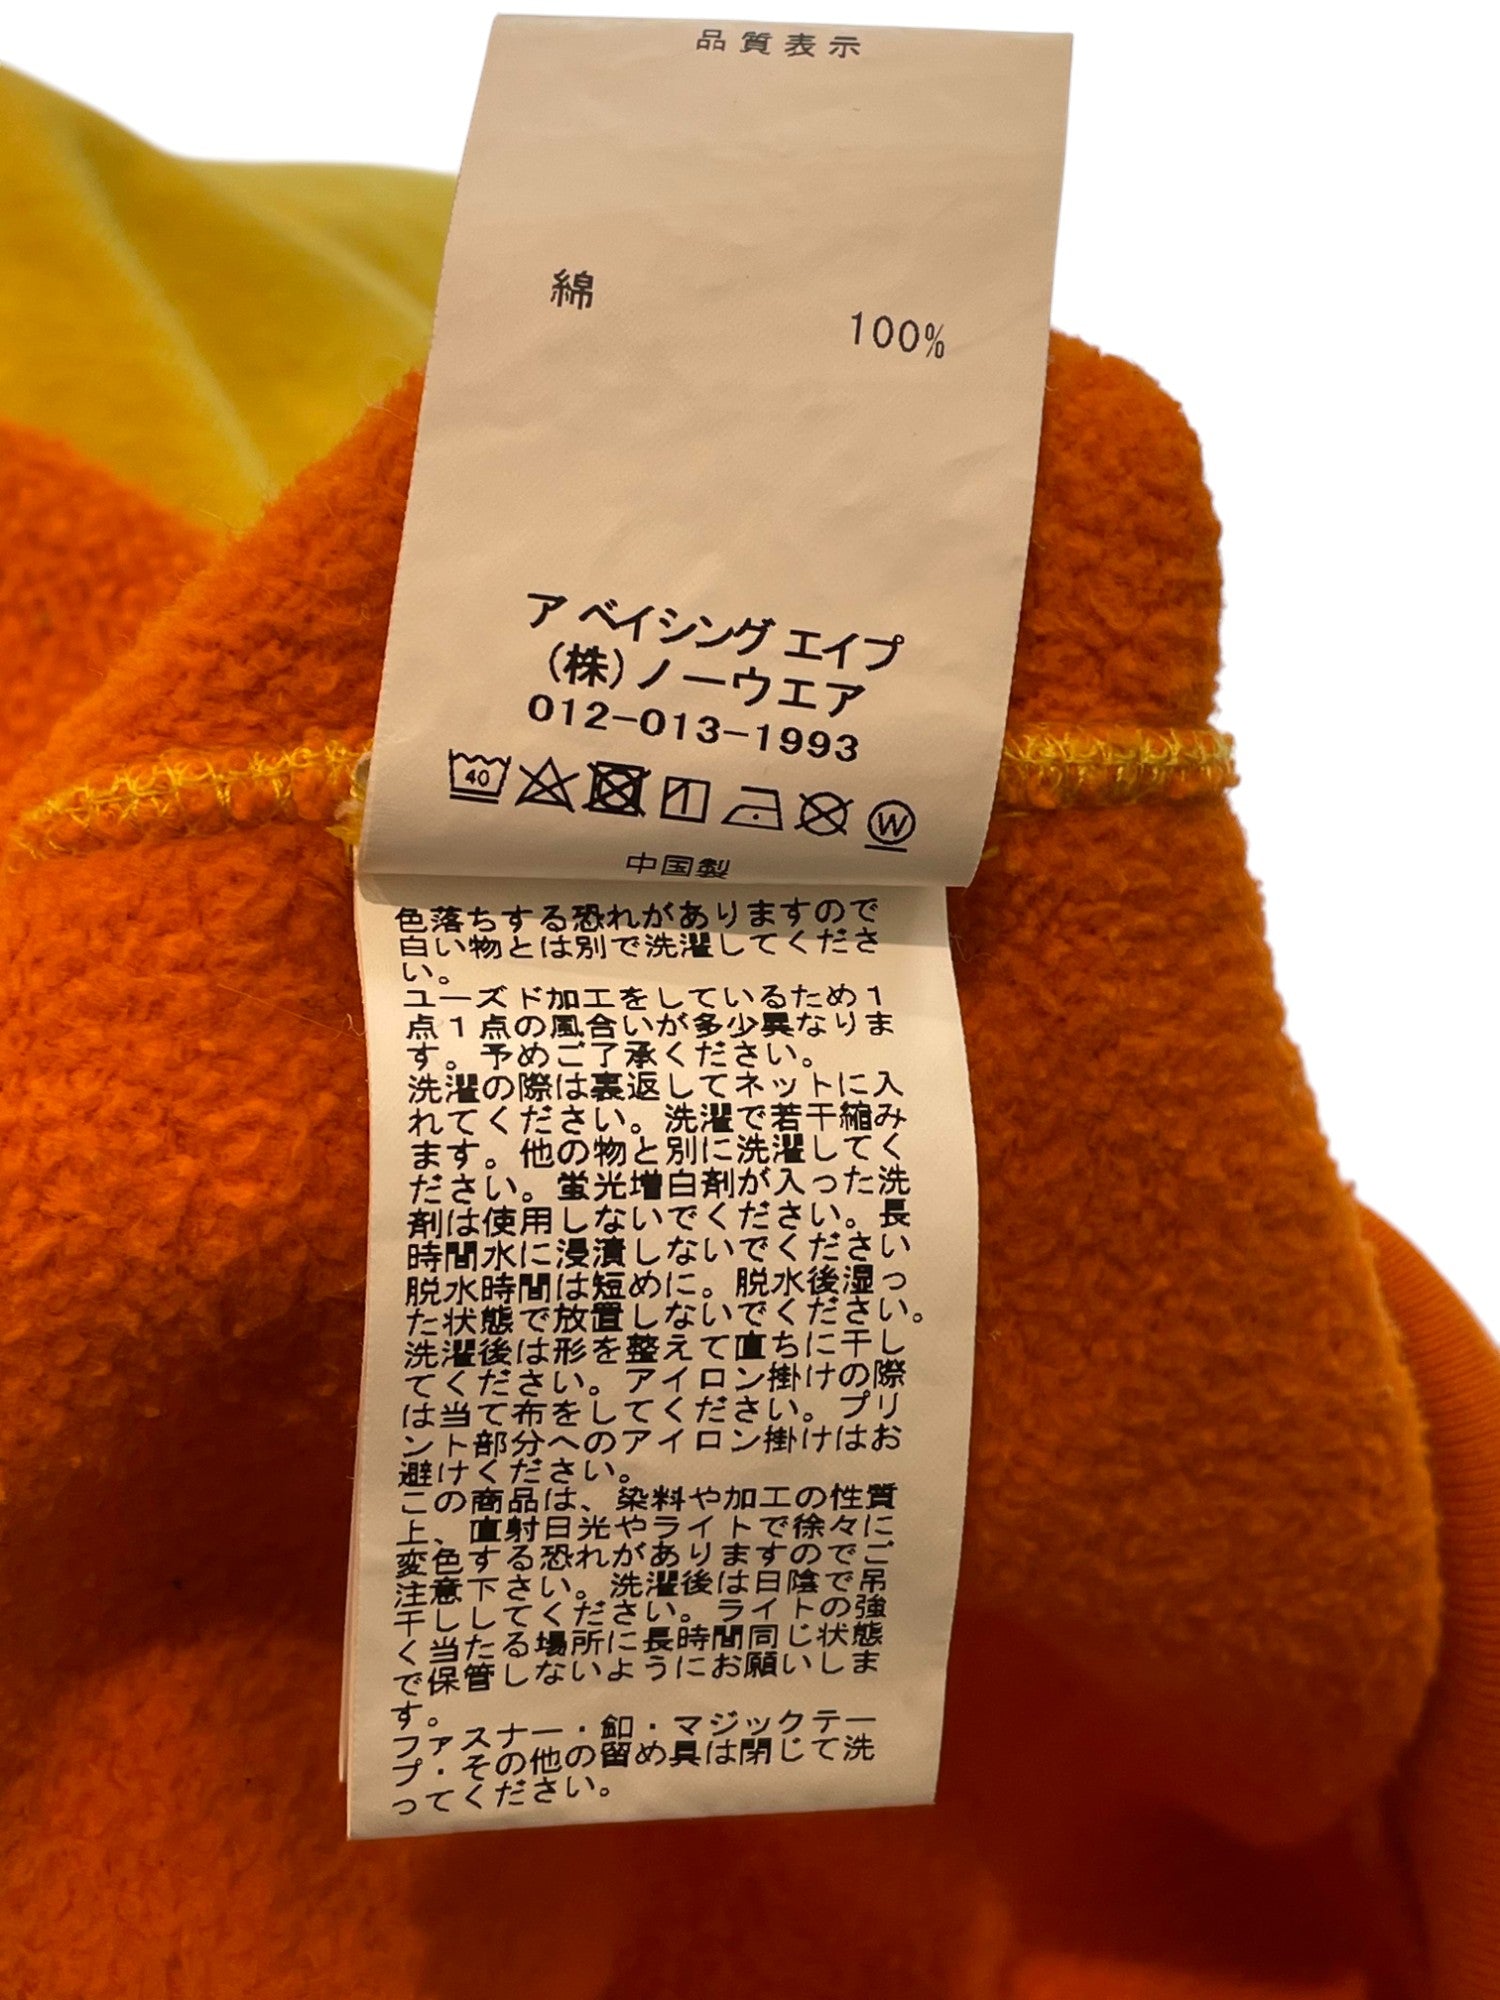 品質表示
綿
100%
ア ベイシング エイプ
(株)ノーウエア
012-013-1993
40
W
中国製
色落ちする恐れがありますので
白い物とは別で洗濯してくださ
い。
ユーズド加工をしているため1
点1点の風合いが多少異なりま
す。予めご了承ください。
洗濯の際は裏返してネットに入
れてください。洗濯で若干縮み
ます。他の物と別に洗濯してく
ださい。蛍光増白剤が入った洗
剤は使用しないでください。長
時間水に浸漬しないでください
脱水時間は短めに。脱水後湿っ
た状態で放置しないでください。
洗濯後は形を整えて直ちに干し
てください。アイロン掛けの際
は当て布をしてください。プリ
ント部分へのアイロン掛けはお
避けください。
この商品は、染料や加工の性質
上、直射日光やライトで徐々に
変色する恐れがありますのでご
注意下さい。洗濯後は日陰で吊
干ししてください。ライトの強
く当たる場所に長時間同じ状態
で保管しないようにお願いしま
す。
ファスナー・釦・マジックテー
プ・その他の留め具は閉じて洗
ってください。